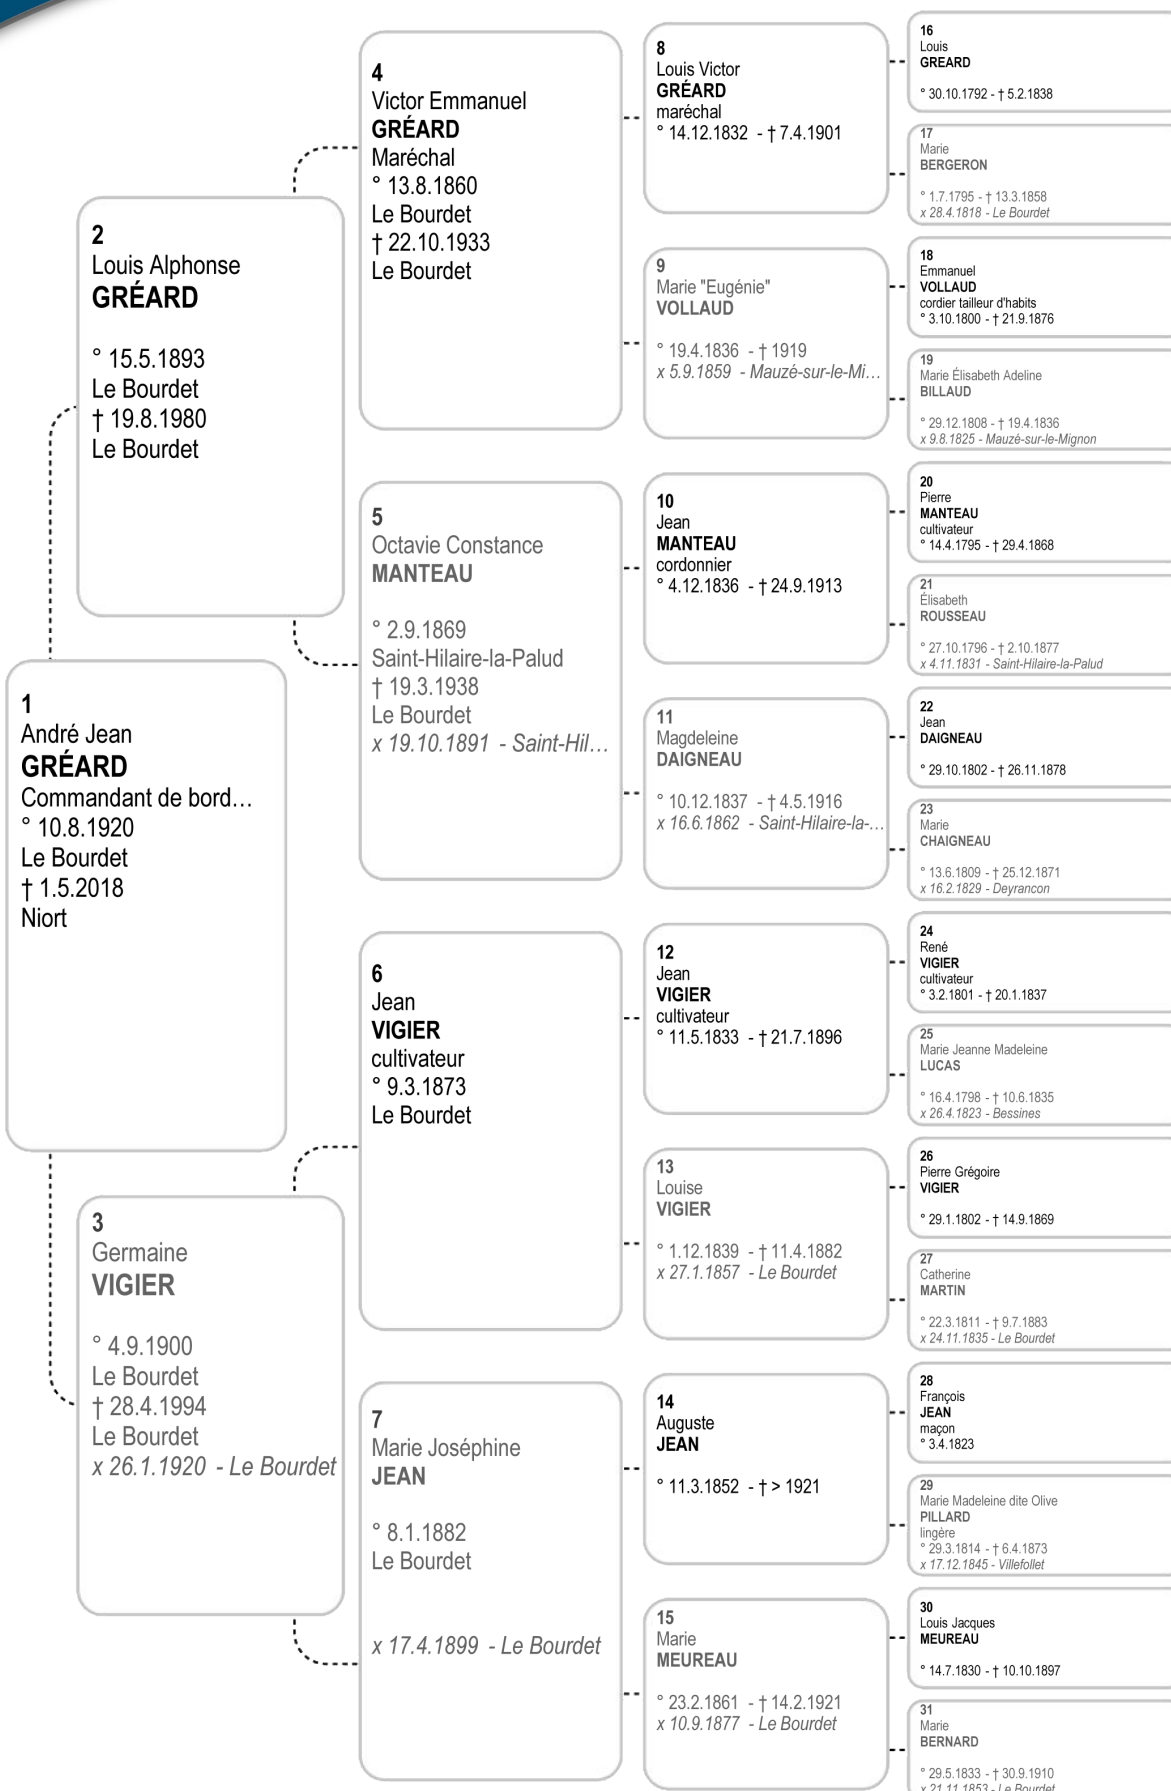 1
André Jean
GRÉARD
Commandant de bord…
° 10.8.1920
Le Bourdet
† 1.5.2018
Niort
2
Louis Alphonse
GRÉARD
° 15.5.1893
Le Bourdet
† 19.8.1980
Le Bourdet
3
Germaine
VIGIER
° 4.9.1900
Le Bourdet
† 28.4.1994
Le Bourdet
x 26.1.1920 - Le Bourdet
4
Victor Emmanuel
GRÉARD
Maréchal
° 13.8.1860
Le Bourdet
† 22.10.1933
Le Bourdet
5
Octavie Constance
MANTEAU
° 2.9.1869
Saint-Hilaire-la-Palud
† 19.3.1938
Le Bourdet
x 19.10.1891 - Saint-Hil…
6
Jean
VIGIER
cultivateur
° 9.3.1873
Le Bourdet
7
Marie Joséphine
JEAN
° 8.1.1882
Le Bourdet
x 17.4.1899 - Le Bourdet
8
Louis Victor
GRÉARD
maréchal
° 14.12.1832 - † 7.4.1901
9
Marie "Eugénie"
VOLLAUD
° 19.4.1836 - † 1919
x 5.9.1859 - Mauzé-sur-le-Mi…
10
Jean
MANTEAU
cordonnier
° 4.12.1836 - † 24.9.1913
11
Magdeleine
DAIGNEAU
° 10.12.1837 - † 4.5.1916
x 16.6.1862 - Saint-Hilaire-la-…
12
Jean
VIGIER
cultivateur
° 11.5.1833 - † 21.7.1896
13
Louise
VIGIER
° 1.12.1839 - † 11.4.1882
x 27.1.1857 - Le Bourdet
14
Auguste
JEAN
° 11.3.1852 - † > 1921
15
Marie
MEUREAU
° 23.2.1861 - † 14.2.1921
x 10.9.1877 - Le Bourdet
16
Louis
GREARD
° 30.10.1792 - † 5.2.1838
17
Marie
BERGERON
° 1.7.1795 - † 13.3.1858
x 28.4.1818 - Le Bourdet
18
Emmanuel
VOLLAUD
cordier tailleur d'habits
° 3.10.1800 - † 21.9.1876
19
Marie Élisabeth Adeline
BILLAUD
° 29.12.1808 - † 19.4.1836
x 9.8.1825 - Mauzé-sur-le-Mignon
20
Pierre
MANTEAU
cultivateur
° 14.4.1795 - † 29.4.1868
21
Élisabeth
ROUSSEAU
° 27.10.1796 - † 2.10.1877
x 4.11.1831 - Saint-Hilaire-la-Palud
22
Jean
DAIGNEAU
° 29.10.1802 - † 26.11.1878
23
Marie
CHAIGNEAU
° 13.6.1809 - † 25.12.1871
x 16.2.1829 - Deyrancon
24
René
VIGIER
cultivateur
° 3.2.1801 - † 20.1.1837
25
Marie Jeanne Madeleine
LUCAS
° 16.4.1798 - † 10.6.1835
x 26.4.1823 - Bessines
26
Pierre Grégoire
VIGIER
° 29.1.1802 - † 14.9.1869
27
Catherine
MARTIN
° 22.3.1811 - † 9.7.1883
x 24.11.1835 - Le Bourdet
28
François
JEAN
maçon
° 3.4.1823
29
Marie Madeleine dite Olive
PILLARD
lingère
° 29.3.1814 - † 6.4.1873
x 17.12.1845 - Villefollet
30
Louis Jacques
MEUREAU
° 14.7.1830 - † 10.10.1897
31
Marie
BERNARD
° 29.5.1833 - † 30.9.1910
x 21.11.1853 - Le Bourdet